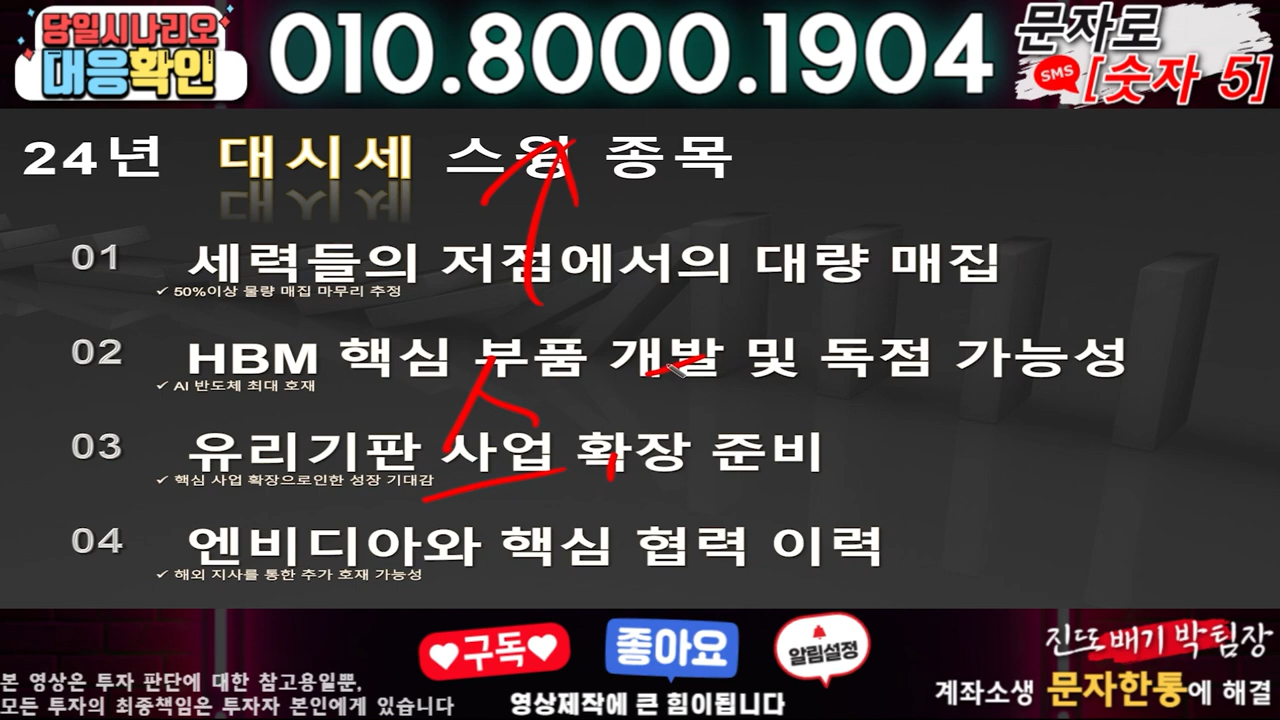 당일시나리오
대응확인
010.8000.1904
문자로
SMS [숫자 5]
24년 대시세 스윙 종목
01 세력들의 저점에서의 대량 매집
✓ 50%이상 물량 매집 마무리 추정
02 HBM 핵심 부품 개발 및 독점 가능성
✓ AI 반도체 최대 호재
03 유리기판 사업 확장 준비
✓ 핵심 사업 확장으로인한 성장 기대감
04 엔비디아와 핵심 협력 이력
✓ 해외 지사를 통한 추가 호재 가능성
본 영상은 투자 판단에 대한 참고용일뿐,
모든 투자의 최종책임은 투자자 본인에게 있습니다
구독
좋아요
알림설정
영상제작에 큰 힘이됩니다
진또배기 박팀장
계좌소생 문자한통에 해결